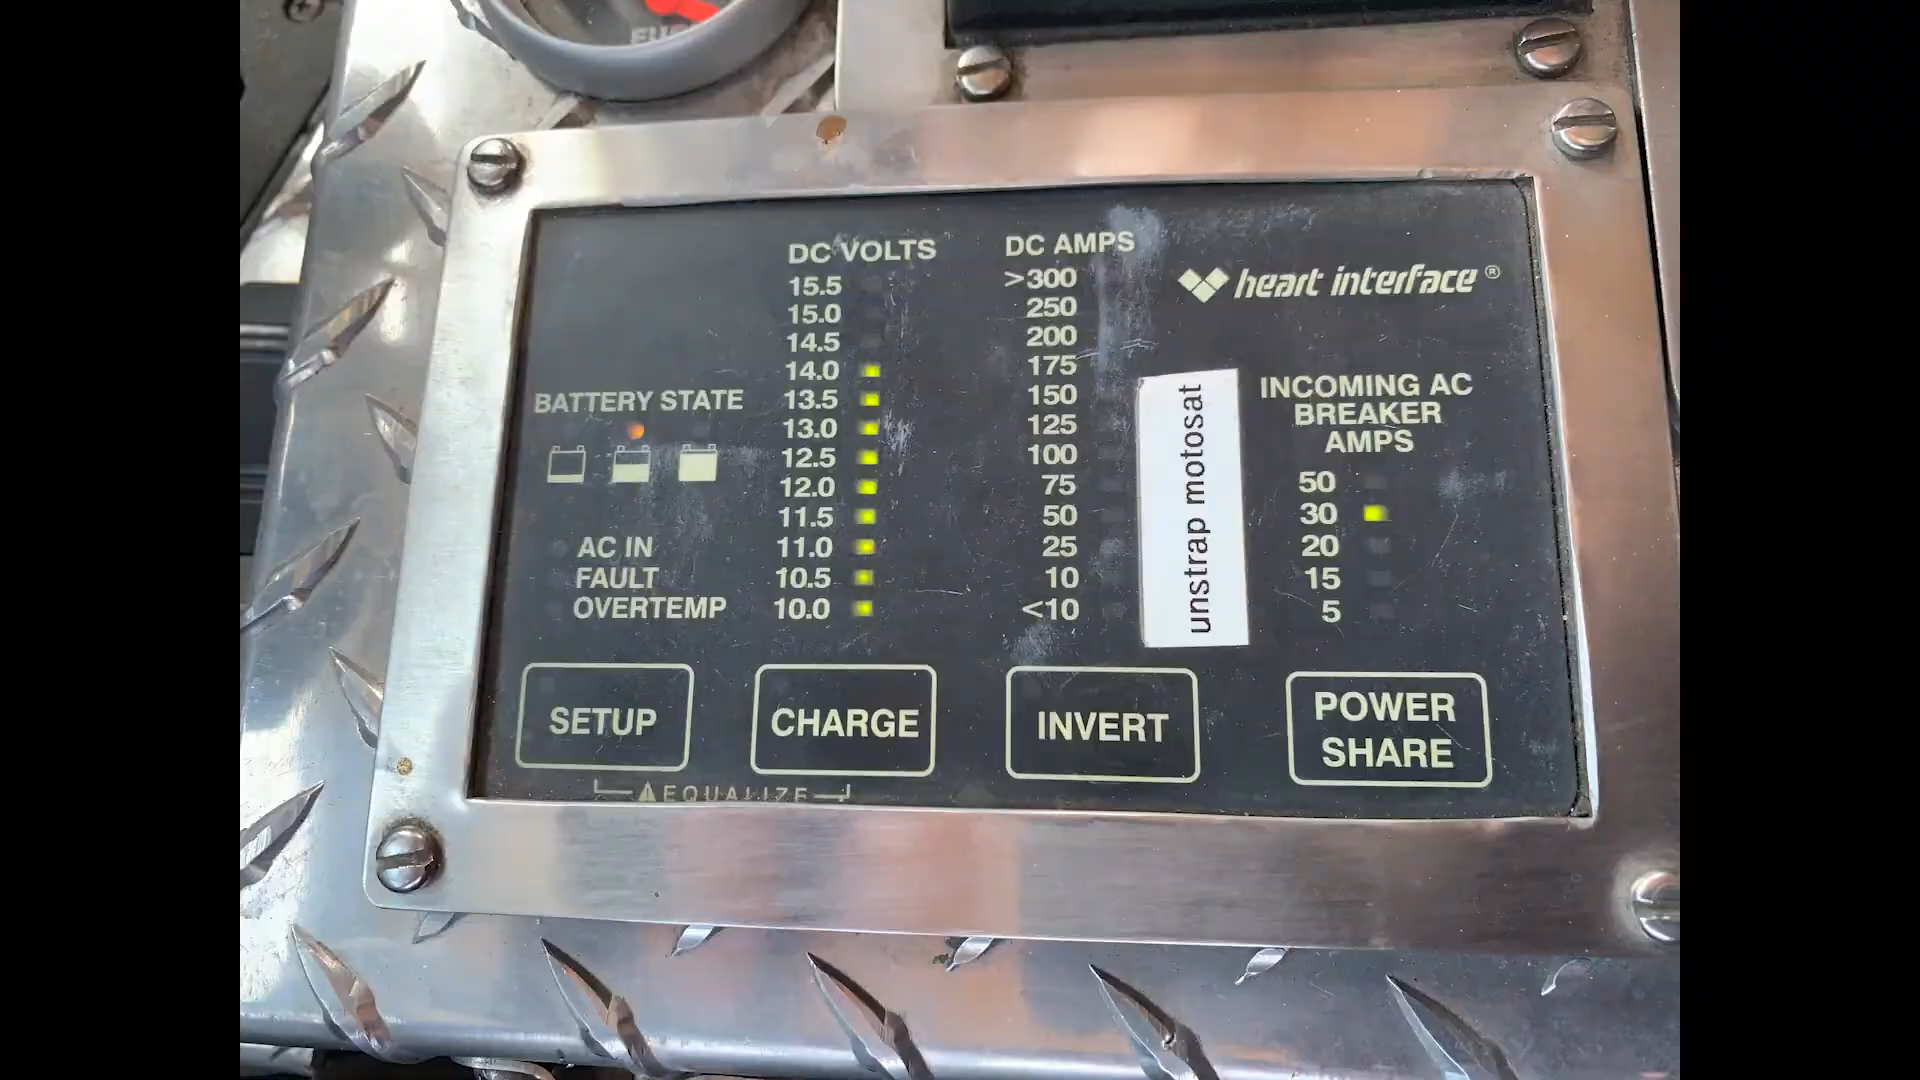 DC VOLTS
15.5
15.0
14.5
14.0
13.5
13.0
12.5
12.0
11.5
11.0
10.5
10.0
DC AMPS
>300
250
200
175
150
125
100
75
50
25
10
<10
heart interface®
BATTERY STATE
AC IN
FAULT
OVERTEMP
unstrap motosat
INCOMING AC
BREAKER
AMPS
50
30
20
15
5
SETUP
CHARGE
INVERT
POWER
SHARE
EQUALIZE